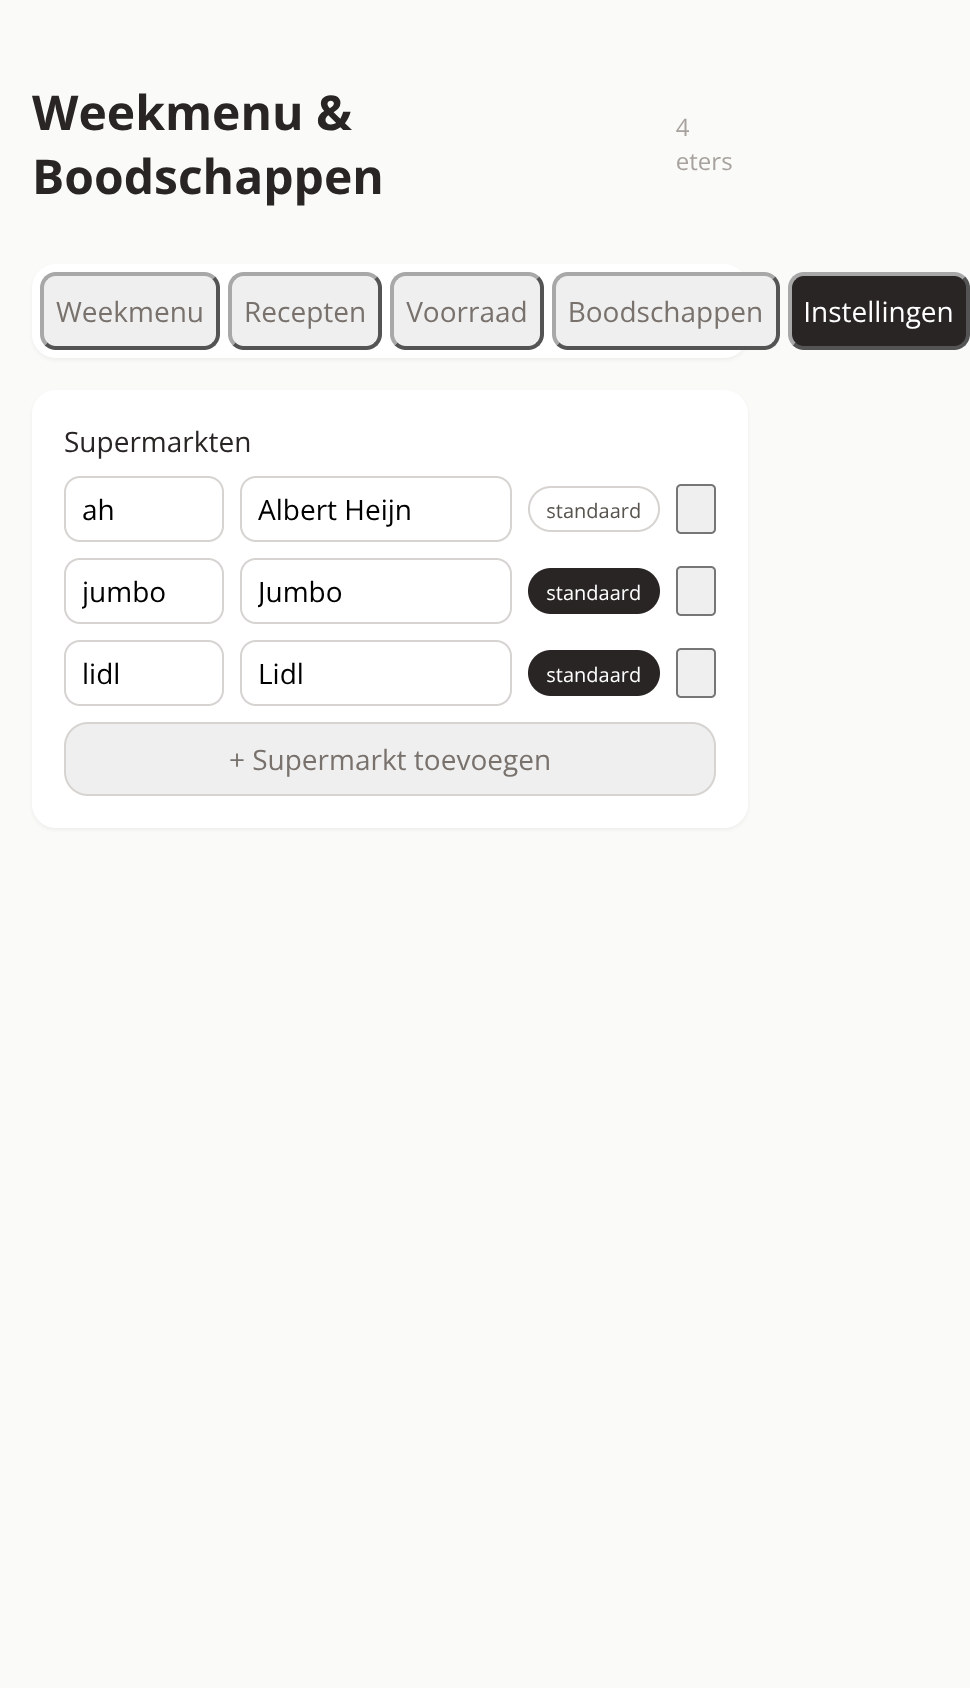 Weekmenu &
Boodschappen
4
eters
Weekmenu Recepten Voorraad Boodschappen Instellingen
Supermarkten
ah Albert Heijn standaard
jumbo Jumbo standaard
lidl Lidl standaard
+ Supermarkt toevoegen